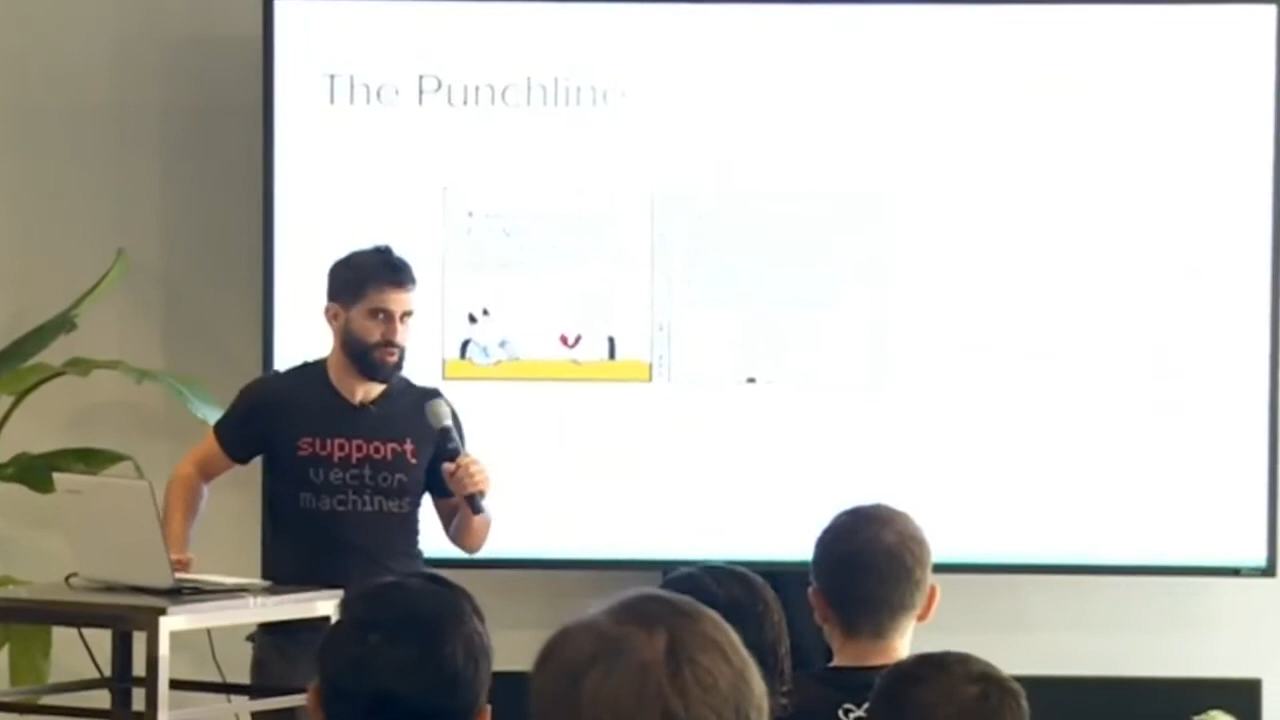 The Punchline
support
vector
machines